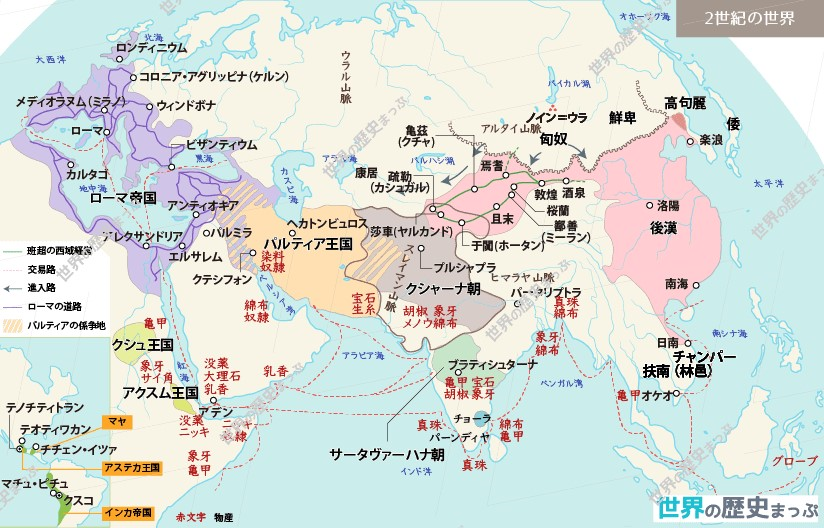 2世紀の世界
オホーツク海
北海
ロンディニウム
大西洋
コロニア・アグリッピナ(ケルン)
ウラル山脈
バイカル湖
メディオラヌム(ミラノ)
ウィンドボナ
ノイン=ウラ
鮮卑
高句麗
倭
ローマ
亀茲
(クチャ)
アルタイ山脈
匈奴
楽浪
ビザンティウム
黒海
アラル海
バルハシ湖
焉耆
カルタゴ
地中海
カスピ海
康居
疏勒
(カシュガル)
敦煌
酒泉
太平洋
ローマ帝国
アンティオキア
ヘカトンピュロス
莎車(ヤルカンド)
且末
桜蘭
鄯善
(ミーラン)
洛陽
後漢
アレクサンドリア
パルミラ
パルティア王国
于闐(ホータン)
エルサレム
染料
奴隷
スレイマン山脈
プルシャプラ
ヒマラヤ山脈
クテシフォン
クシャーナ朝
パータリプトラ
南海
班超の西域経営
交易路
進入路
ローマの道路
パルティアの係争地
ペルシア湾
綿布
奴隷
宝石
生糸
胡椒 象牙
メノウ 綿布
真珠
綿布
亀甲
クシュ王国
紅海
象牙
サイ角
没薬
大理石
乳香
乳香
アラビア海
象牙
綿布
日南
南シナ海
チャンパー
(林邑)
扶南
プラティシュターナ
ベンガル湾
アクスム王国
アデン
亀甲 宝石
胡椒 象牙
亀甲
オケオ
テノチティトラン
テオティワカン
マヤ
チチェン・イツァ
没薬
ニッキ
ニッキ
奴隷
真珠
チョーラ
パーンディヤ
綿布
亀甲
サータヴァーハナ朝
アステカ王国
象牙
亀甲
真珠
インド洋
グローブ
マチュ・ピチュ
クスコ
インカ帝国
赤文字 物産
世界の歴史まっぷ